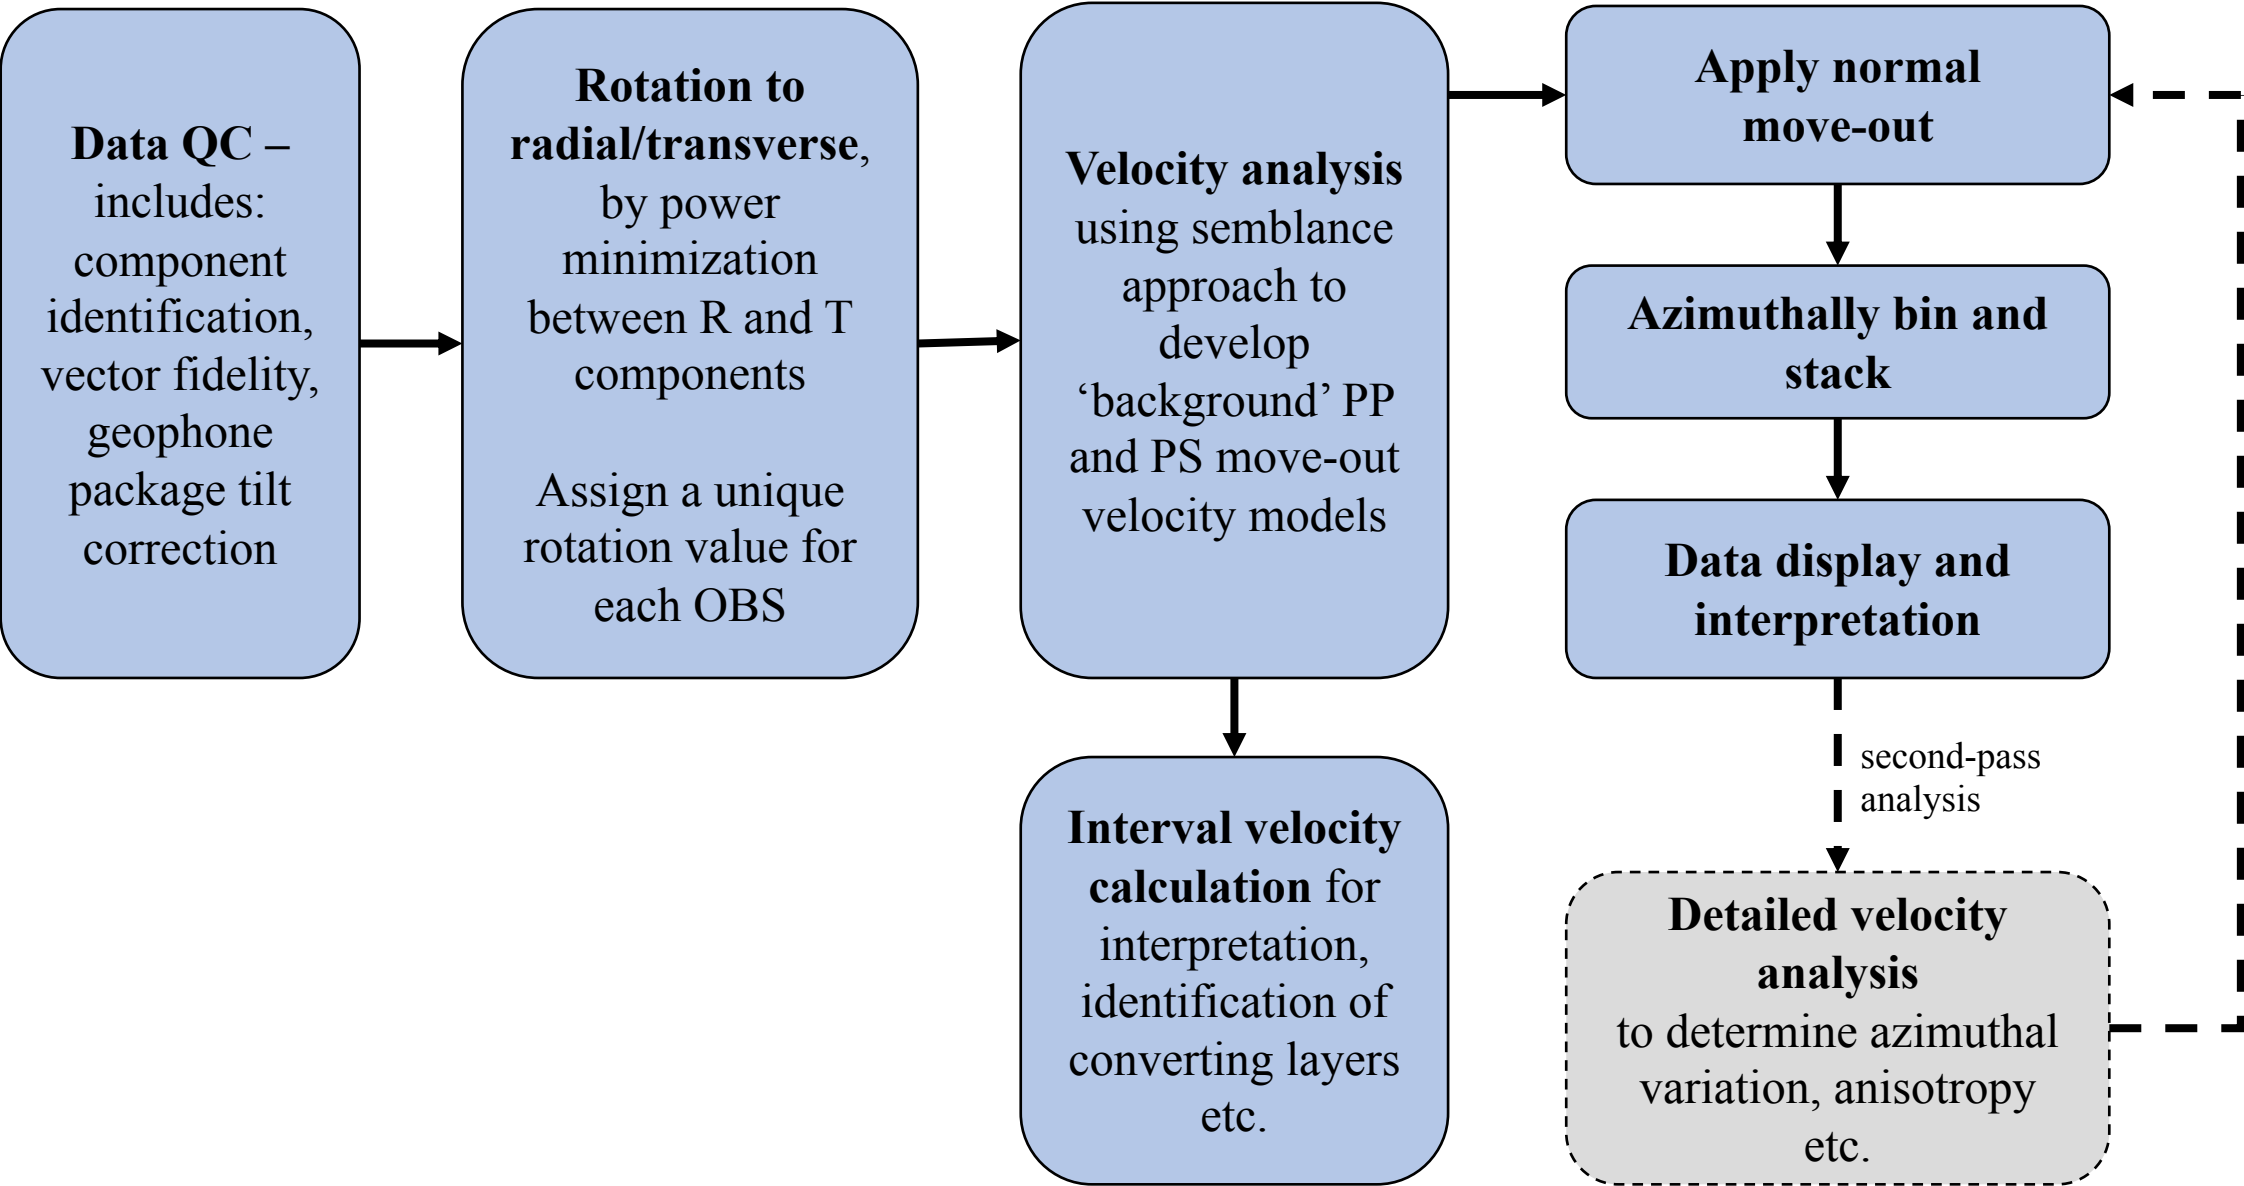 Data QC –
includes:
component
identification,
vector fidelity,
geophone
package tilt
correction
Rotation to
radial/transverse,
by power
minimization
between R and T
components
Assign a unique
rotation value for
each OBS
Velocity analysis
using semblance
approach to
develop
‘background’ PP
and PS move-out
velocity models
Interval velocity
calculation for
interpretation,
identification of
converting layers
etc.
Apply normal
move-out
Azimuthally bin and
stack
Data display and
interpretation
second-pass
analysis
Detailed velocity
analysis
to determine azimuthal
variation, anisotropy
etc.